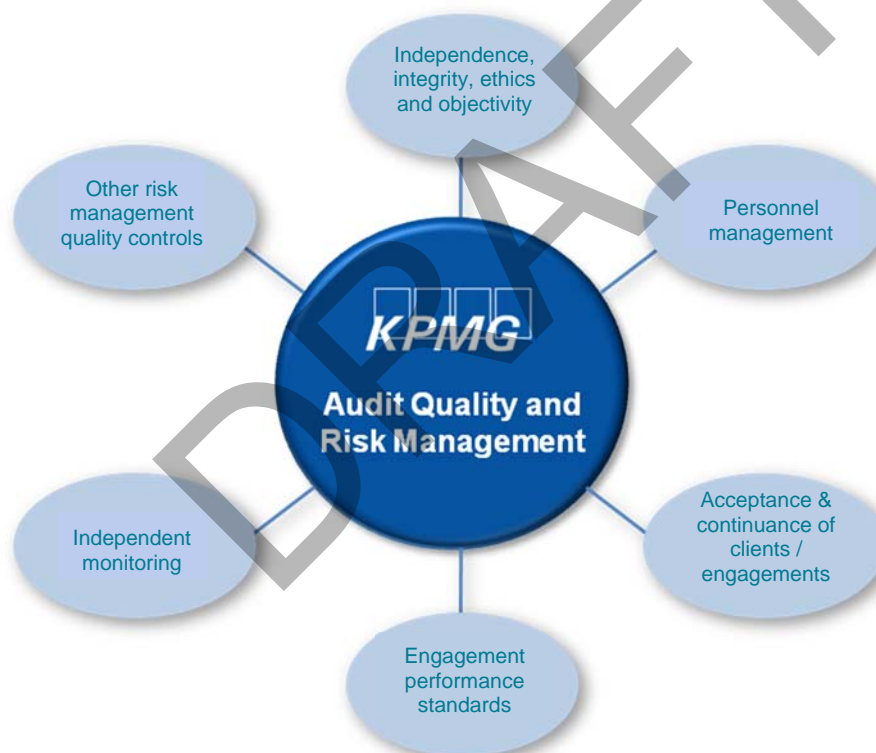 Independence,
integrity, ethics
and objectivity
Other risk
management
quality controls
Personnel
management
KPMG
Audit Quality and
Risk Management
Independent
monitoring
Acceptance &
continuance of
clients /
engagements
Engagement
performance
standards
DRAFT